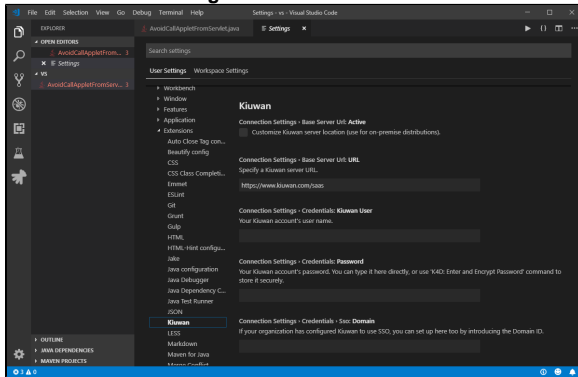 File Edit Selection View Go Debug Terminal Help
Settings - vs - Visual Studio Code
EXPLORER
OPEN EDITORS
AvoidCallAppletFrom... 3
Settings
VS
AvoidCallAppletFromServ... 3
OUTLINE
JAVA DEPENDENCIES
MAVEN PROJECTS
AvoidCallAppletFromServlet.java
Settings
Search settings
User Settings Workspace Settings
Workbench
Window
Features
Application
Extensions
Auto Close Tag con...
Beautify config
CSS
CSS Class Completi...
Emmet
ESLint
Git
Grunt
Gulp
HTML
HTML-Hint configu...
Jake
Java configuration
Java Debugger
Java Dependency C...
Java Test Runner
JSON
Kiuwan
LESS
Markdown
Maven for Java
Kiuwan
Connection Settings › Base Server Url: Active
Customize Kiuwan server location (use for on-premise distributions).
Connection Settings › Base Server Url: URL
Specify a Kiuwan server URL.
https://www.kiuwan.com/saas
Connection Settings › Credentials: Kiuwan User
Your Kiuwan account's user name.
Connection Settings › Credentials: Password
Your Kiuwan account's password. You can type it here directly, or use 'K4D: Enter and Encrypt Password' command to
store it securely.
Connection Settings › Credentials › Sso: Domain
If your organization has configured Kiuwan to use SSO, you can set up here too by introducing the Domain ID.
3 0